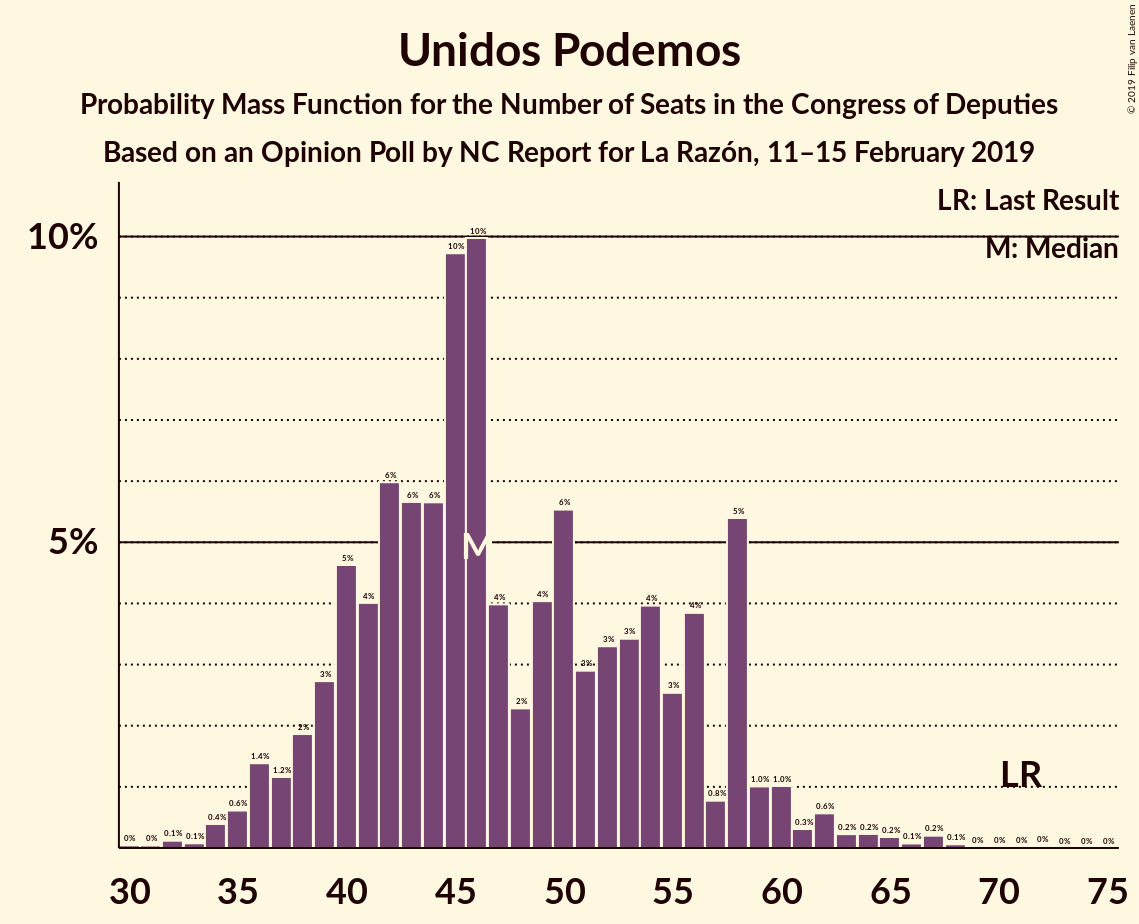 Unidos Podemos
Probability Mass Function for the Number of Seats in the Congress of Deputies
Based on an Opinion Poll by NC Report for La Razón, 11–15 February 2019
© 2019 Filip van Laenen
LR: Last Result
M: Median
10%
5%
0% 0% 0.1% 0.1% 0.4% 0.6% 1.4% 1.2% 2% 3% 5% 4% 6% 6% 6% 10% 10% 4% 2% 4% 6% 3% 3% 3% 4% 3% 4% 0.8% 5% 1.0% 1.0% 0.3% 0.6% 0.2% 0.2% 0.2% 0.1% 0.2% 0.1% 0% 0% 0% 0% 0% 0% 0%
M
LR
30 35 40 45 50 55 60 65 70 75